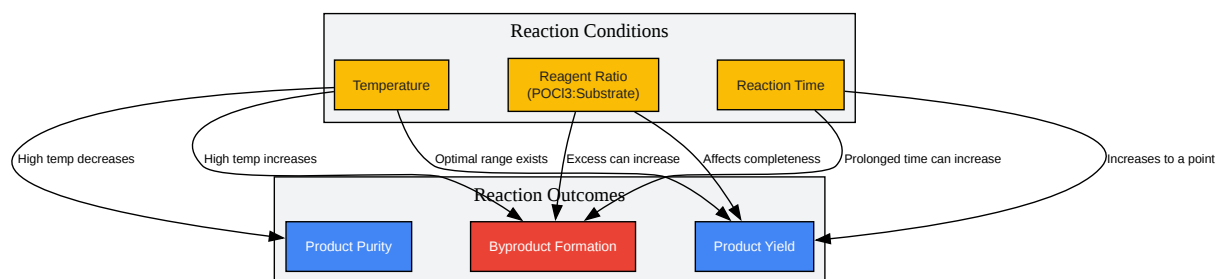 Reaction Conditions
Temperature
Reagent Ratio
(POCl3:Substrate)
Reaction Time
High temp decreases
High temp increases
Optimal range exists
Excess can increase
Affects completeness
Prolonged time can increase
Increases to a point
Reaction Outcomes
Product Purity
Byproduct Formation
Product Yield